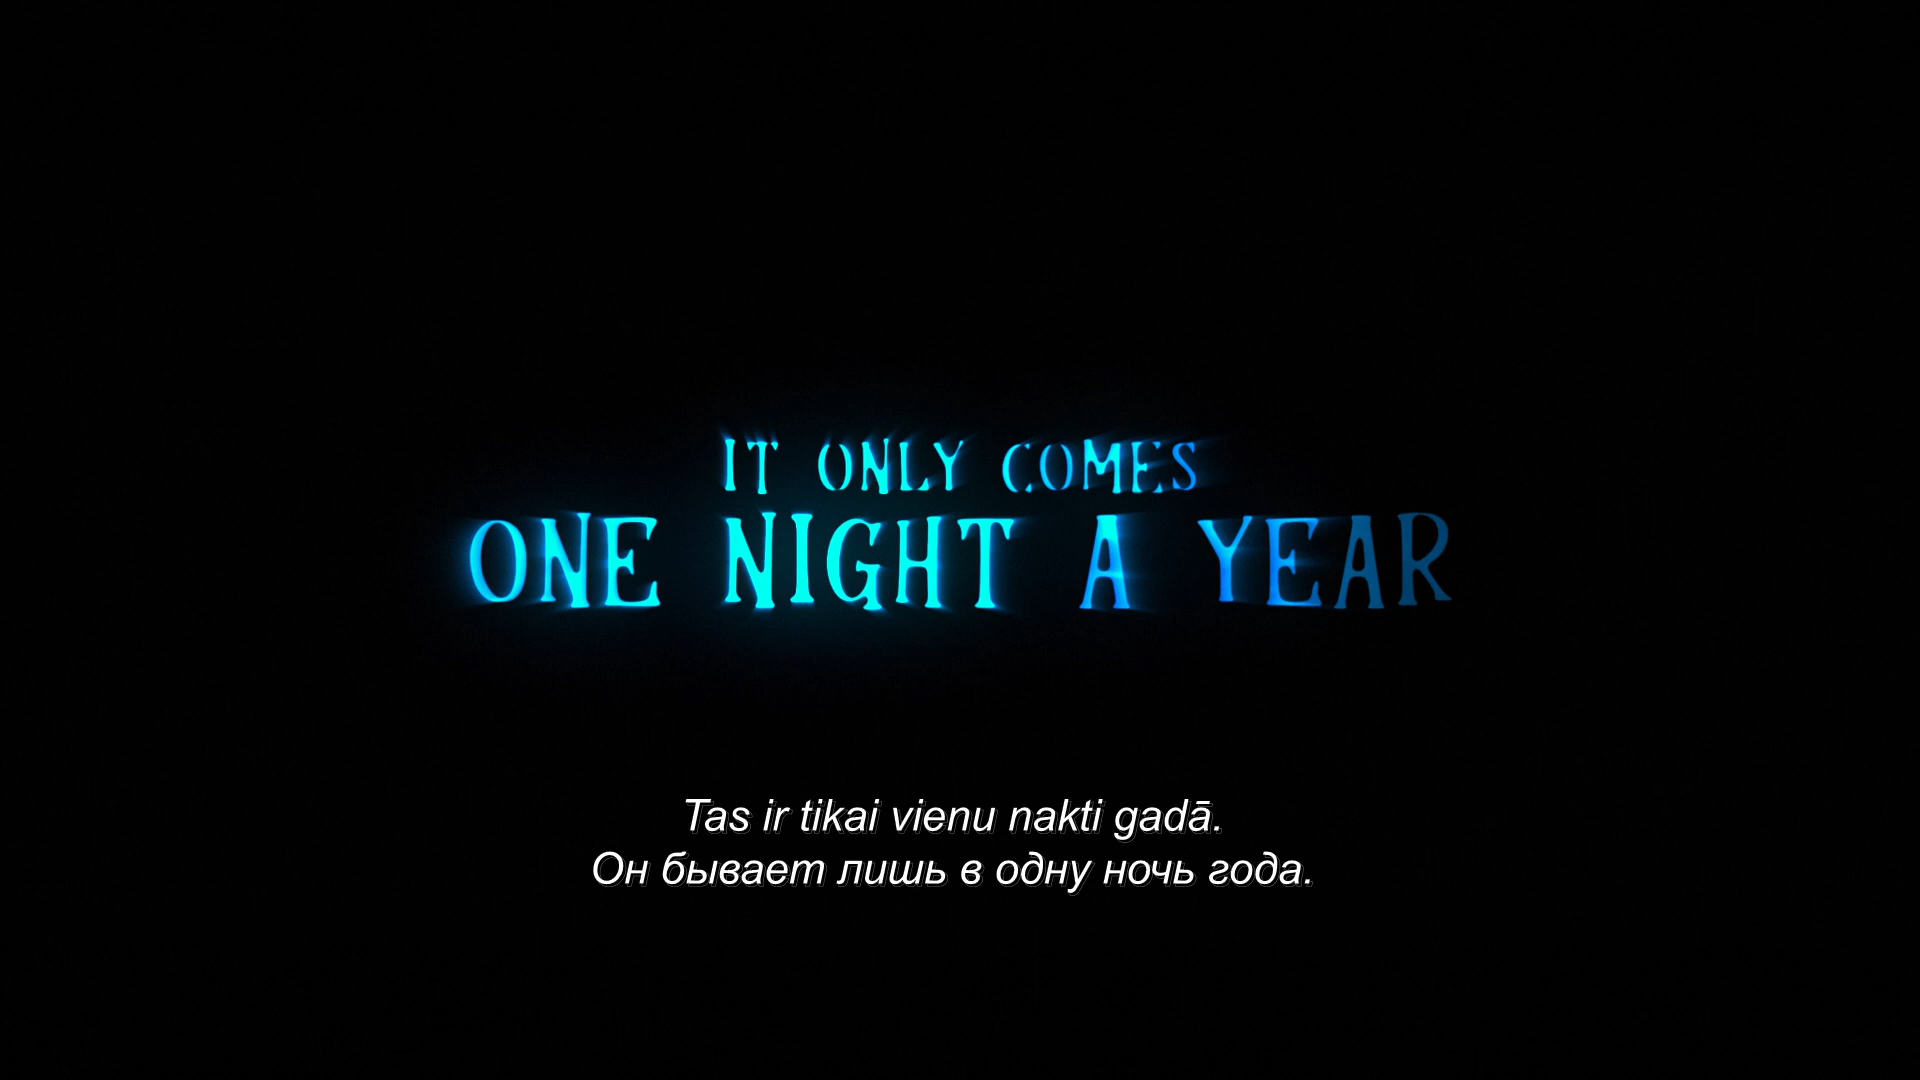 IT ONLY COMES
ONE NIGHT A YEAR
Tas ir tikai vienu nakti gadā.
Он бывает лишь в одну ночь года.